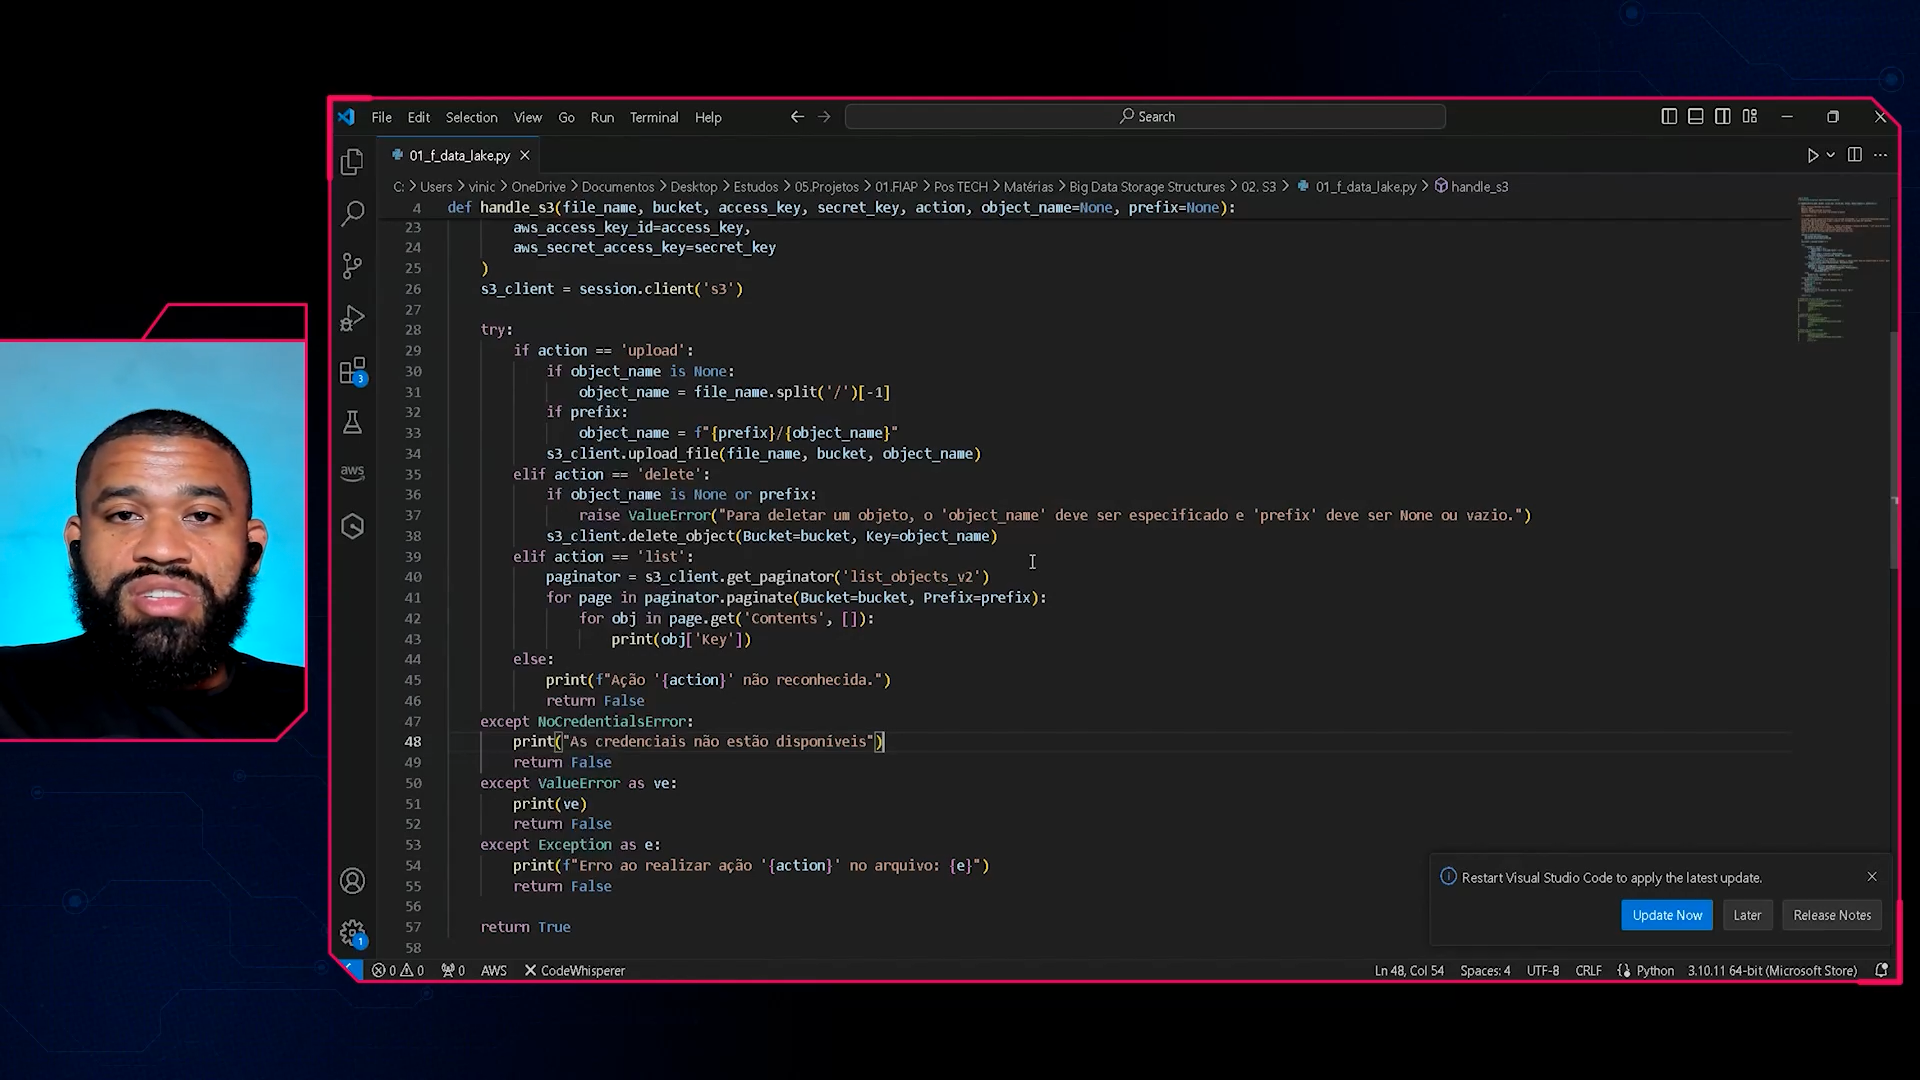 File Edit Selection View Go Run Terminal Help
Search
01_f_data_lake.py
C: > Users > vinic > OneDrive > Documentos > Desktop > Estudos > 05.Projetos > 01.FIAP > Pos TECH > Matérias > Big Data Storage Structures > 02. S3 > 01_f_data_lake.py > handle_s3
4 def handle_s3(file_name, bucket, access_key, secret_key, action, object_name=None, prefix=None):
23 aws_access_key_id=access_key,
24 aws_secret_access_key=secret_key
25 )
26 s3_client = session.client('s3')
27
28 try:
29 if action == 'upload':
30 if object_name is None:
31 object_name = file_name.split('/')[-1]
32 if prefix:
33 object_name = f"{prefix}/{object_name}"
34 s3_client.upload_file(file_name, bucket, object_name)
35 elif action == 'delete':
36 if object_name is None or prefix:
37 raise ValueError("Para deletar um objeto, o 'object_name' deve ser especificado e 'prefix' deve ser None ou vazio.")
38 s3_client.delete_object(Bucket=bucket, Key=object_name)
39 elif action == 'list':
40 paginator = s3_client.get_paginator('list_objects_v2')
41 for page in paginator.paginate(Bucket=bucket, Prefix=prefix):
42 for obj in page.get('Contents', []):
43 print(obj['Key'])
44 else:
45 print(f"Ação '{action}' não reconhecida.")
46 return False
47 except NoCredentialsError:
48 print("As credenciais não estão disponíveis")
49 return False
50 except ValueError as ve:
51 print(ve)
52 return False
53 except Exception as e:
54 print(f"Erro ao realizar ação '{action}' no arquivo: {e}")
55 return False
56
57 return True
58
3
aws
1
Restart Visual Studio Code to apply the latest update.
Update Now Later Release Notes
0 0 0 AWS CodeWhisperer
Ln 48, Col 54 Spaces: 4 UTF-8 CRLF Python 3.10.11 64-bit (Microsoft Store)